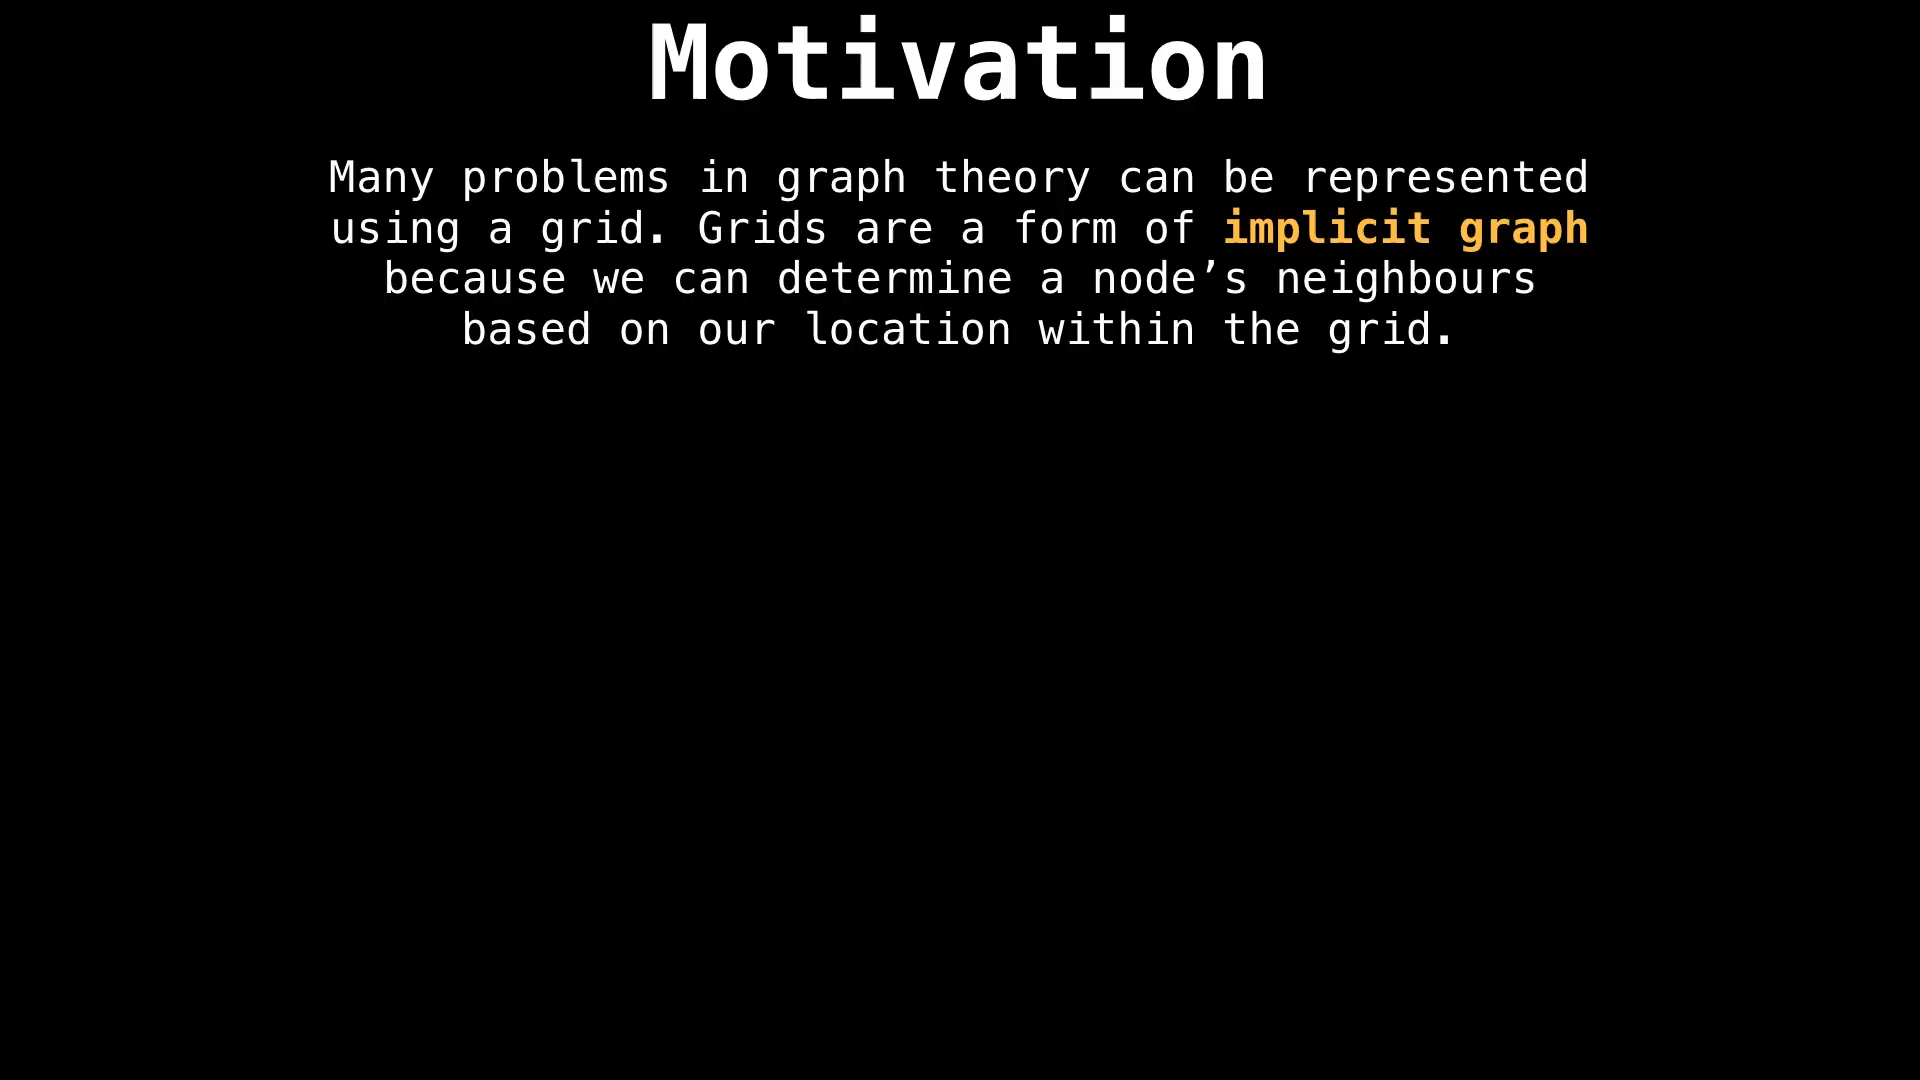 Motivation
Many problems in graph theory can be represented
using a grid. Grids are a form of implicit graph
because we can determine a node’s neighbours
based on our location within the grid.